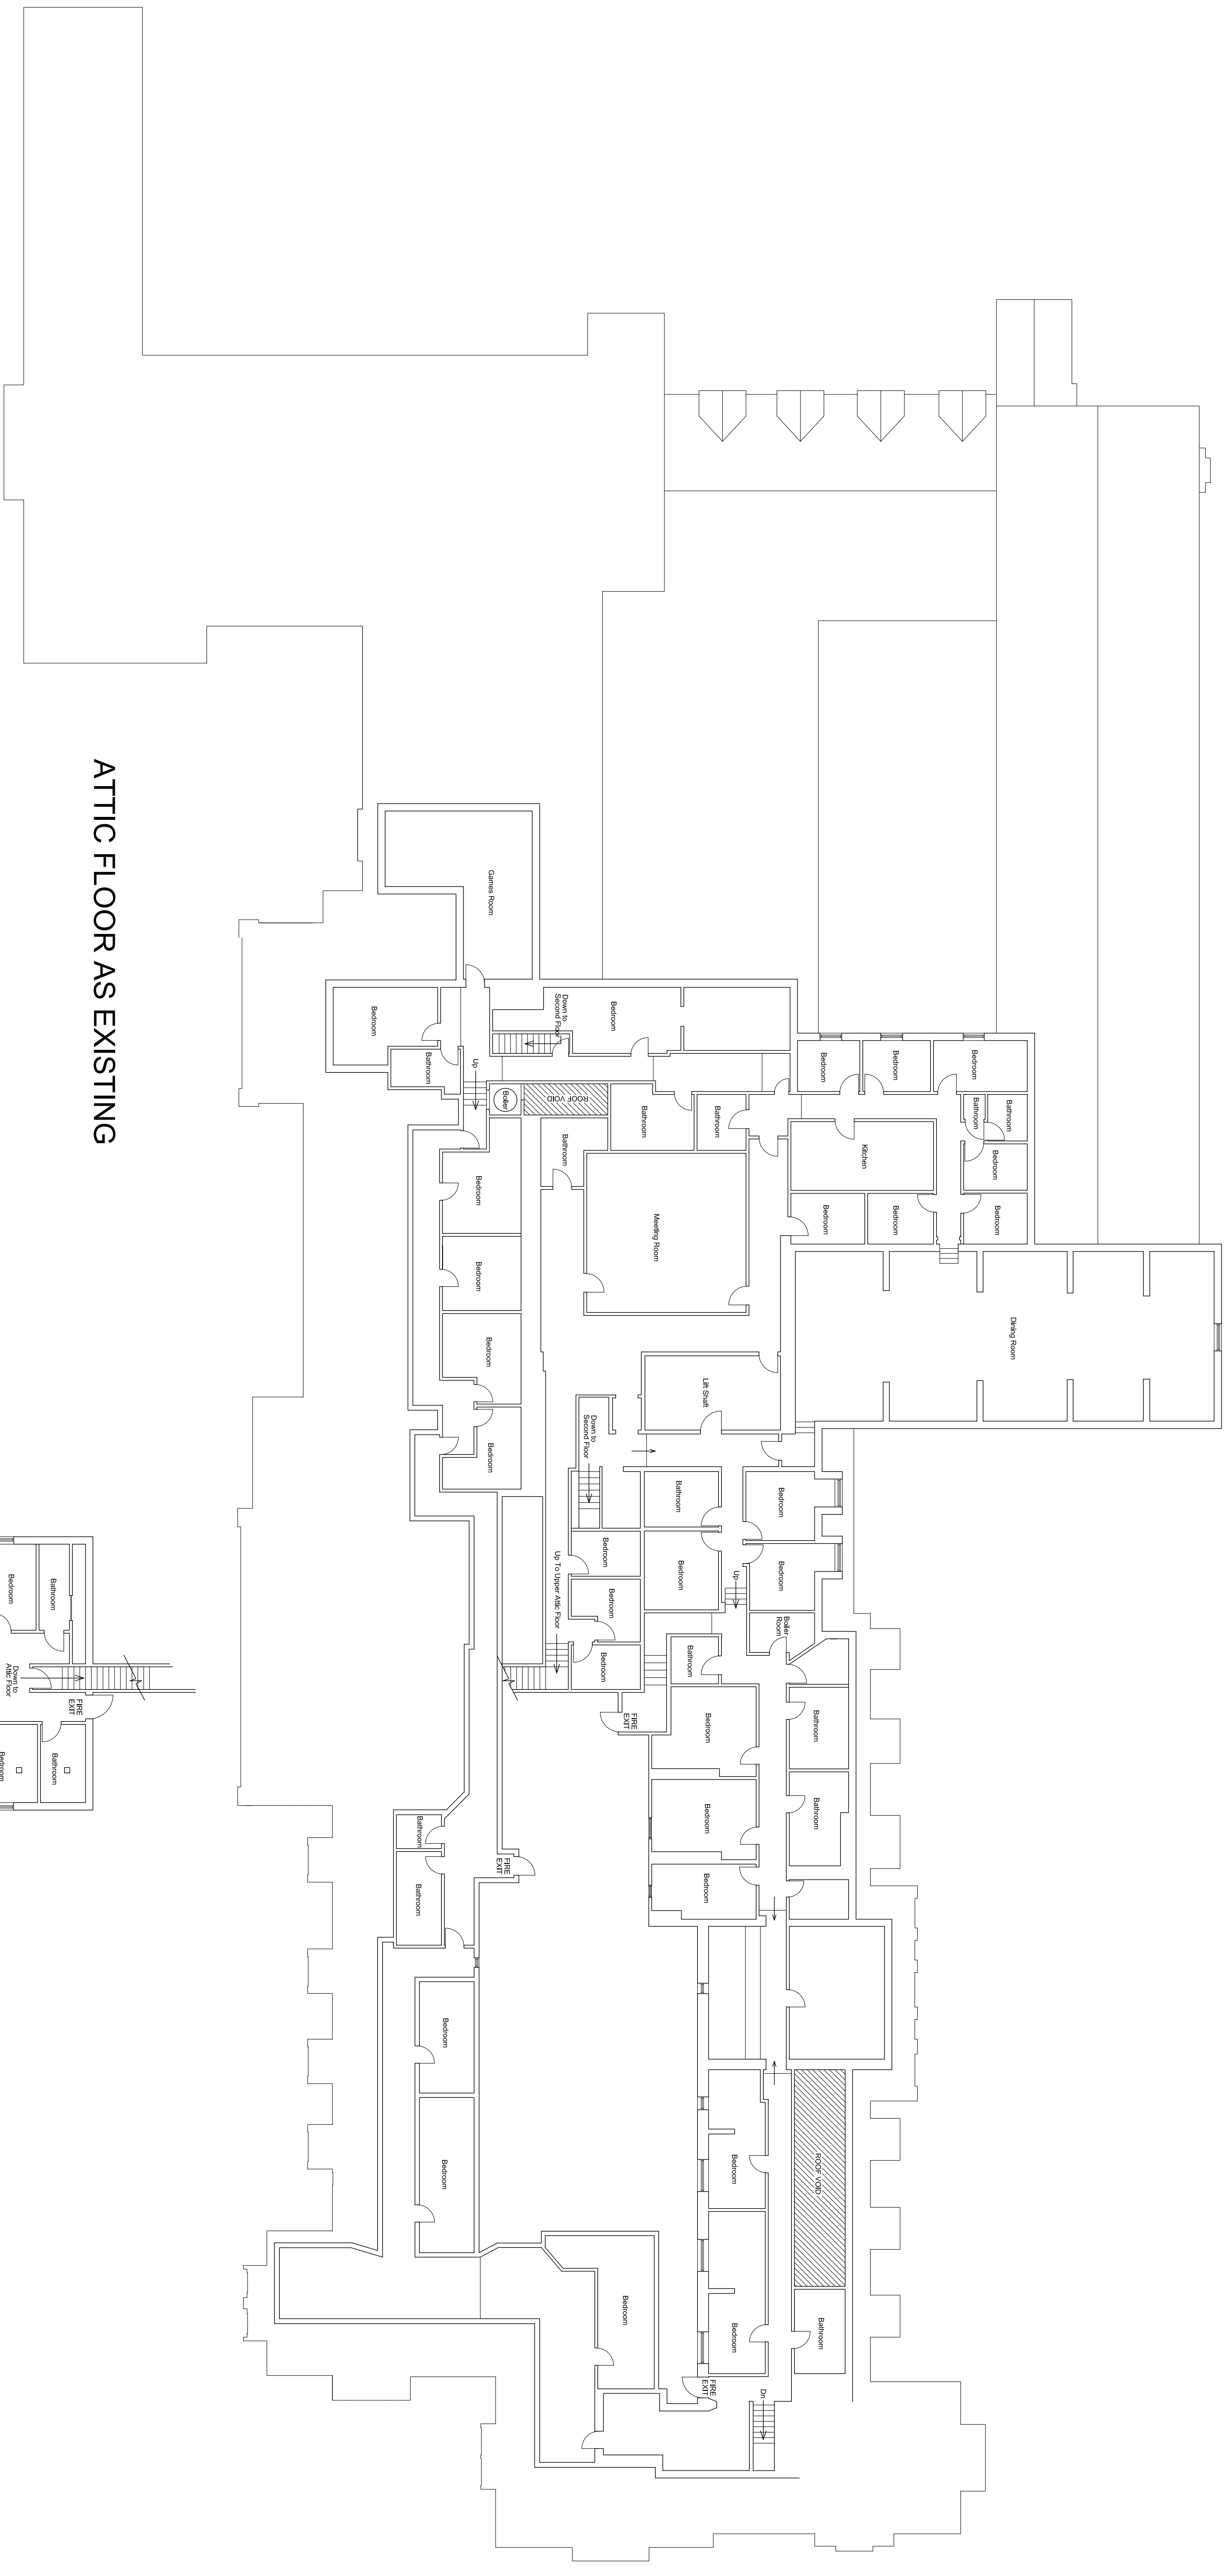 Dining Room
Bathroom
Bedroom
Bedroom
Bedroom
Bathroom
Bedroom
Bedroom
Kitchen
Bedroom
Bedroom
Bathroom
Bathroom
ROOF VOID
Bathroom
Bedroom
Bedroom
Boiler
Room
Dn
Up
Bedroom
Bedroom
Bathroom
Lift Shaft
Bedroom
Bedroom
Bedroom
FIRE
EXIT
Bathroom
Bathroom
Bedroom
Meeting Room
Bathroom
FIRE
EXIT
Bedroom
Bedroom
Bedroom
Bedroom
Bedroom
Down to
Second Floor
ROOF VOID
Down to
Second Floor
Bathroom
Up To Upper Attic Floor
Boiler
FIRE
EXIT
Games Room
Bedroom
Bedroom
Up
Bedroom
Bedroom
Bedroom
Bedroom
Bathroom
Bathroom
Bathroom
Bedroom
ATTIC FLOOR AS EXISTING
FIRE
EXIT
Bathroom
Bathroom
Down to
Attic Floor
Bedroom
Bedroom